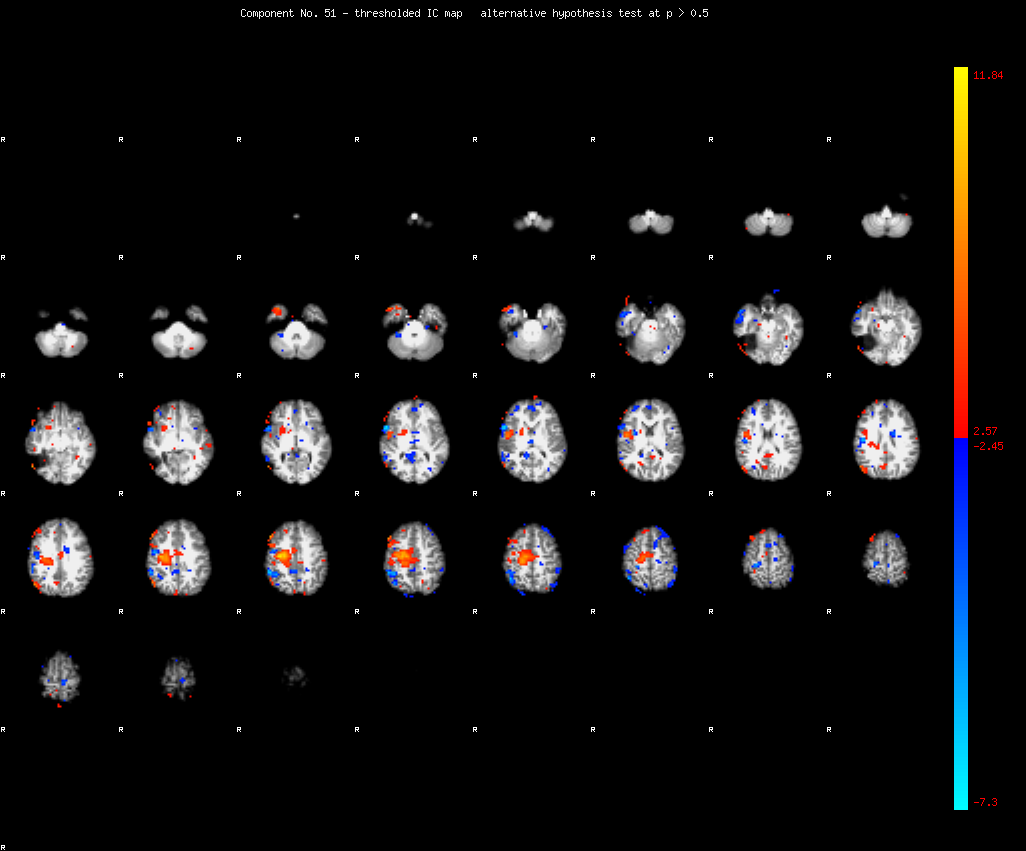 Component No. 51 - thresholded IC map   alternative hypothesis test at p > 0.5
11.84
R R R R R R R R
R R R R R R R R
R R R R R R R R
2.57
-2.45
R R R R R R R R
R R R R R R R R
R R R R R R R R
-7.3
R